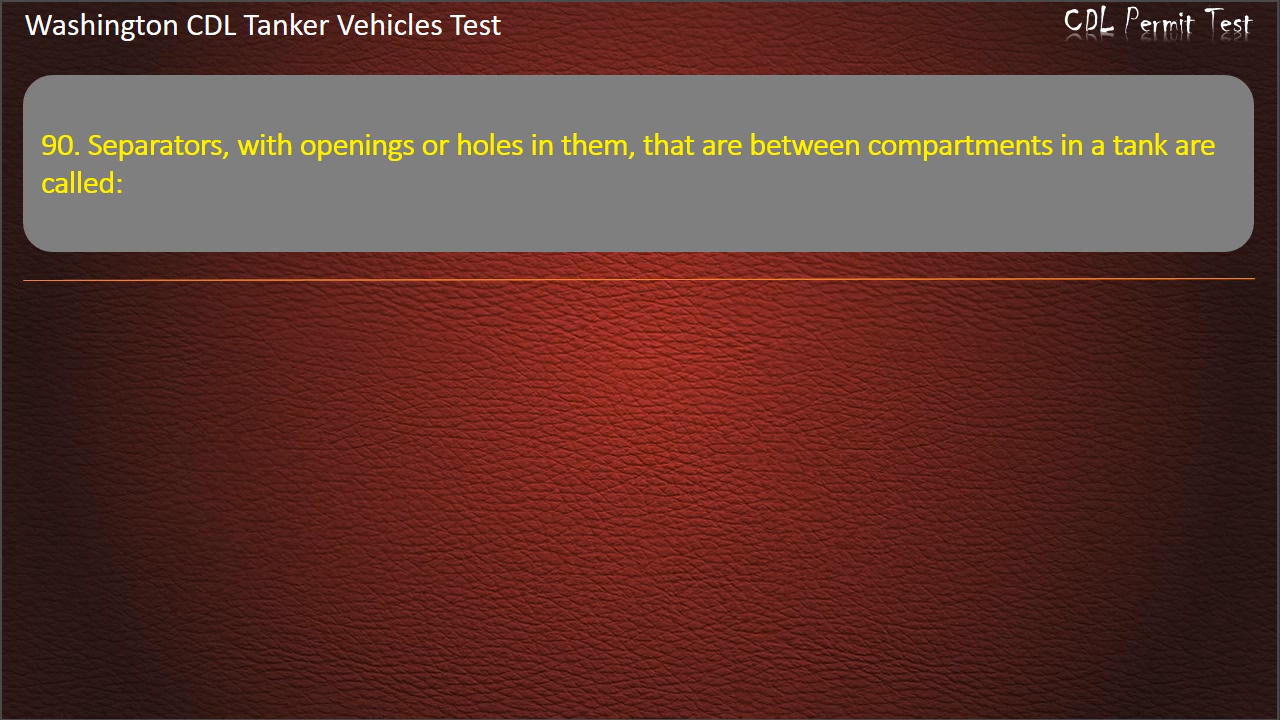 Washington CDL Tanker Vehicles Test
CDL Permit Test
90. Separators, with openings or holes in them, that are between compartments in a tank are
called: